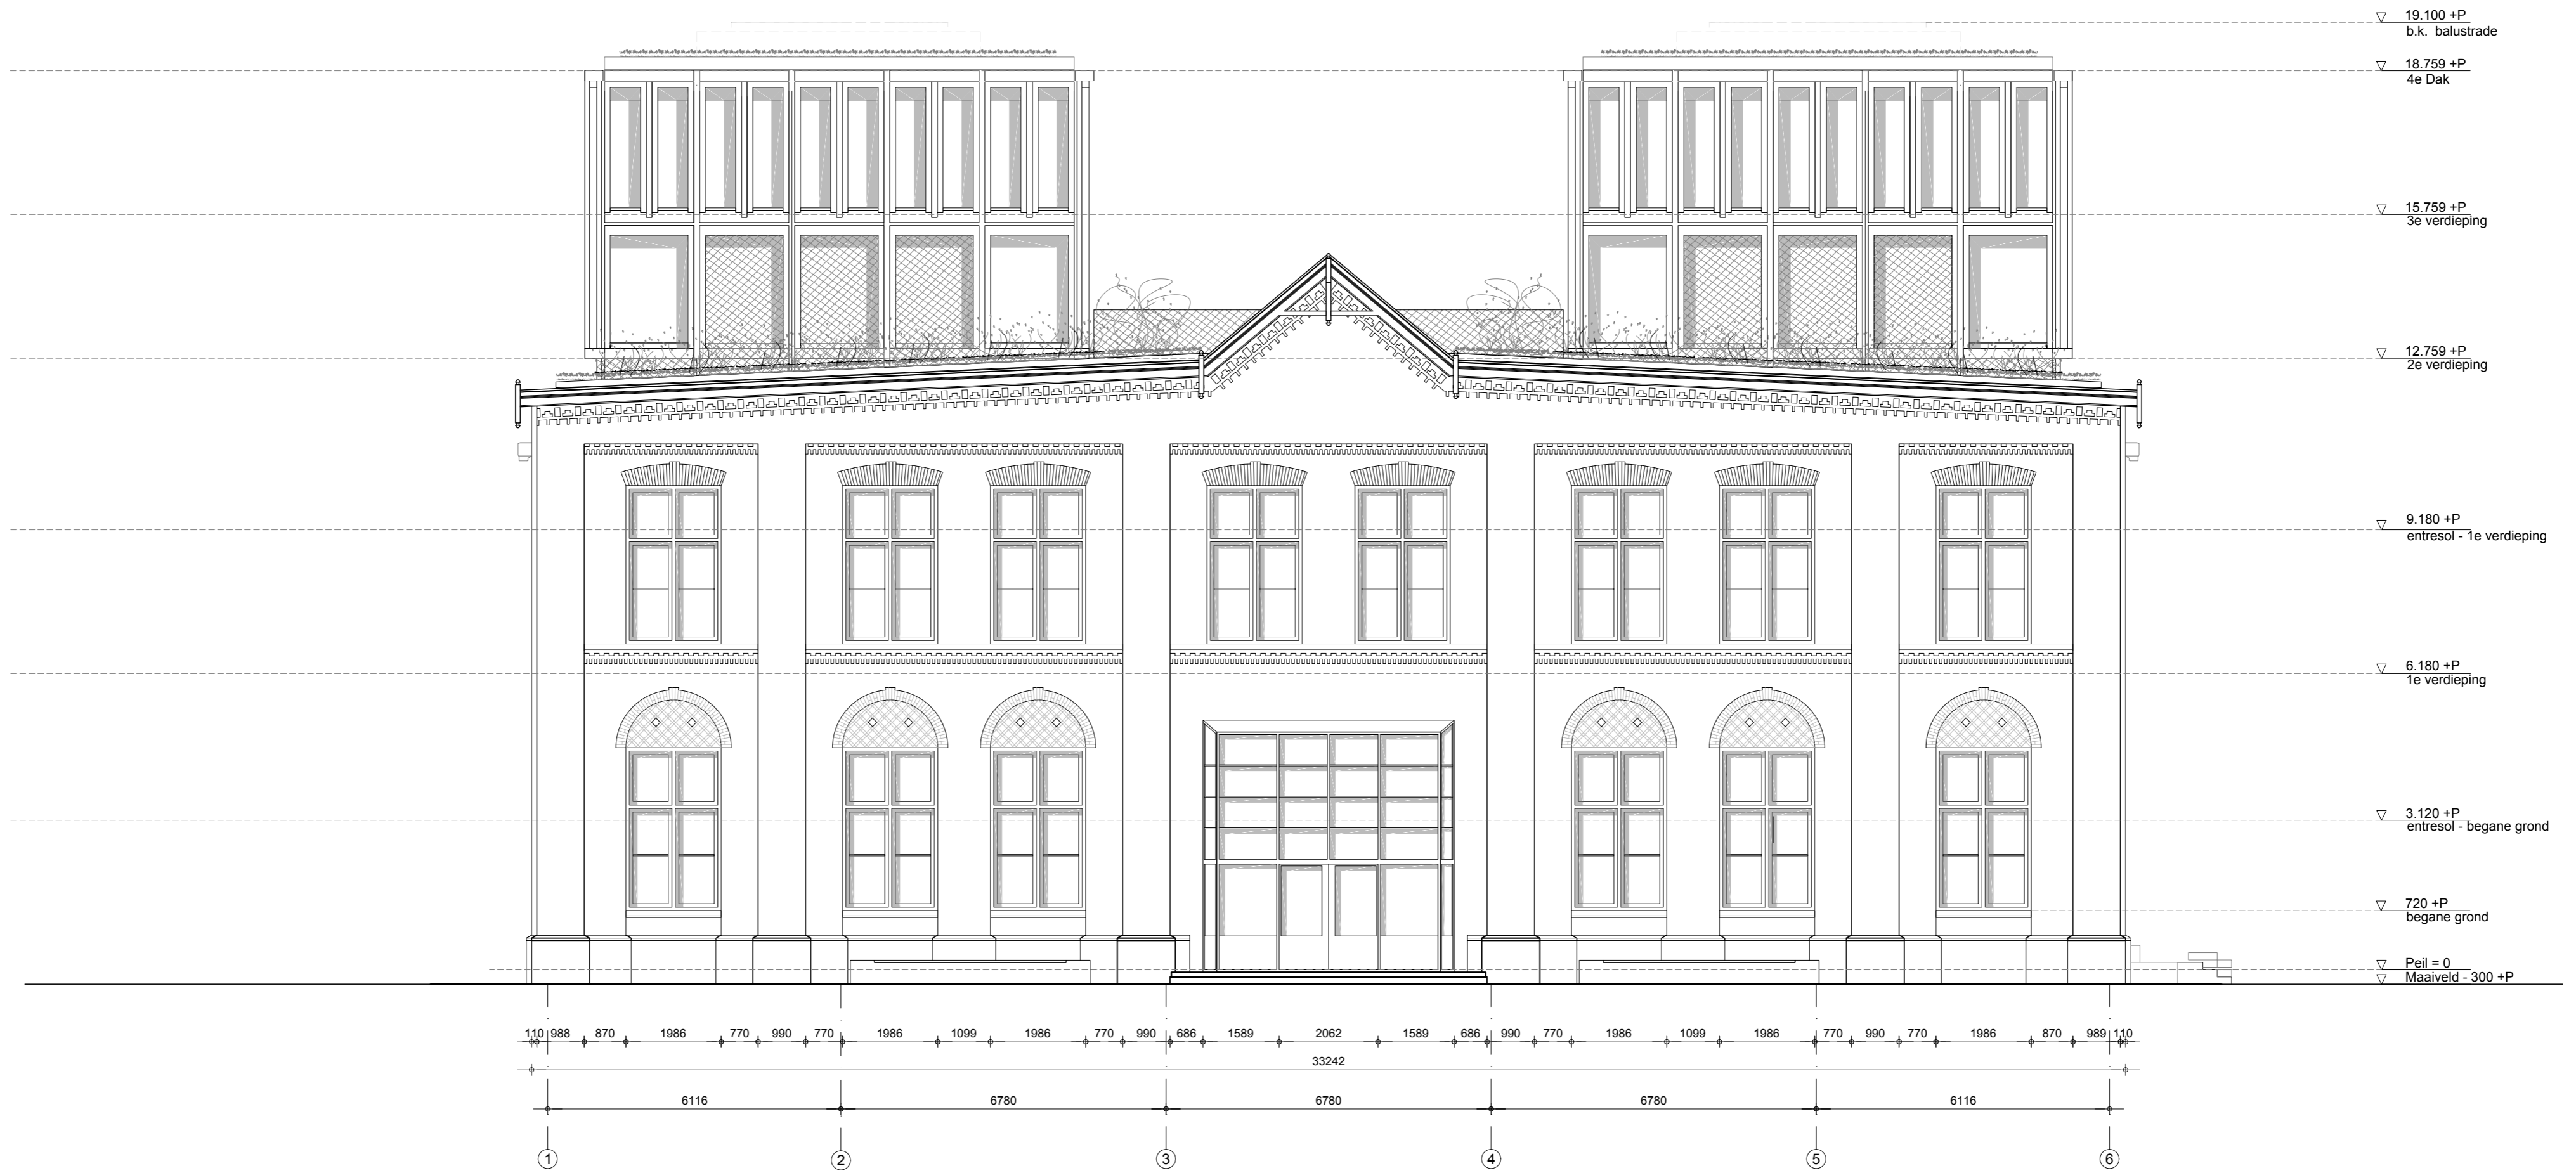 19.100 +P
b.k. balustrade
18.759 +P
4e Dak
15.759 +P
3e verdieping
12.759 +P
2e verdieping
9.180 +P
entresol - 1e verdieping
6.180 +P
1e verdieping
3.120 +P
entresol - begane grond
720 +P
begane grond
Peil = 0
Maaiveld - 300 +P
110 988 870 1986 770 990 770 1986 1099 1986 770 990 686 1589 2062 1589 686 990 770 1986 1099 1986 770 990 770 1986 870 989 110
33242
6116 6780 6780 6780 6116
1 2 3 4 5 6